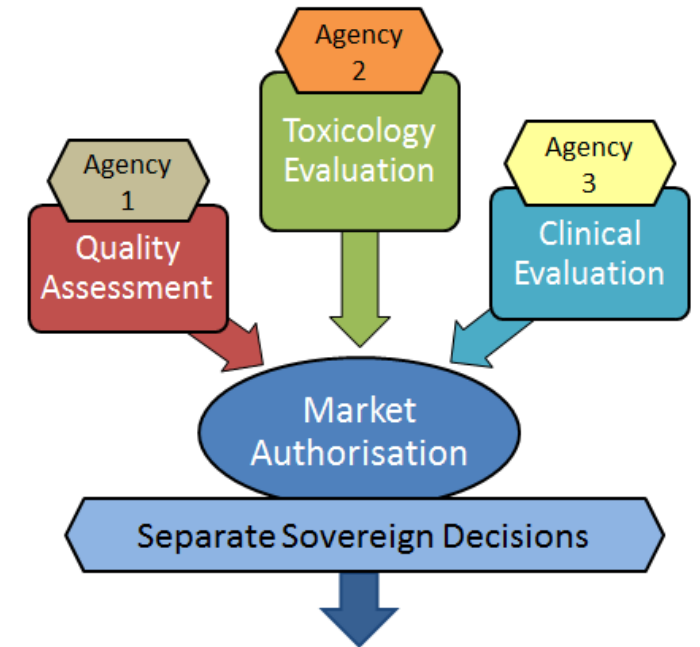 Agency
1
Quality
Assessment
Agency
2
Toxicology
Evaluation
Agency
3
Clinical
Evaluation
Market
Authorisation
Separate Sovereign Decisions